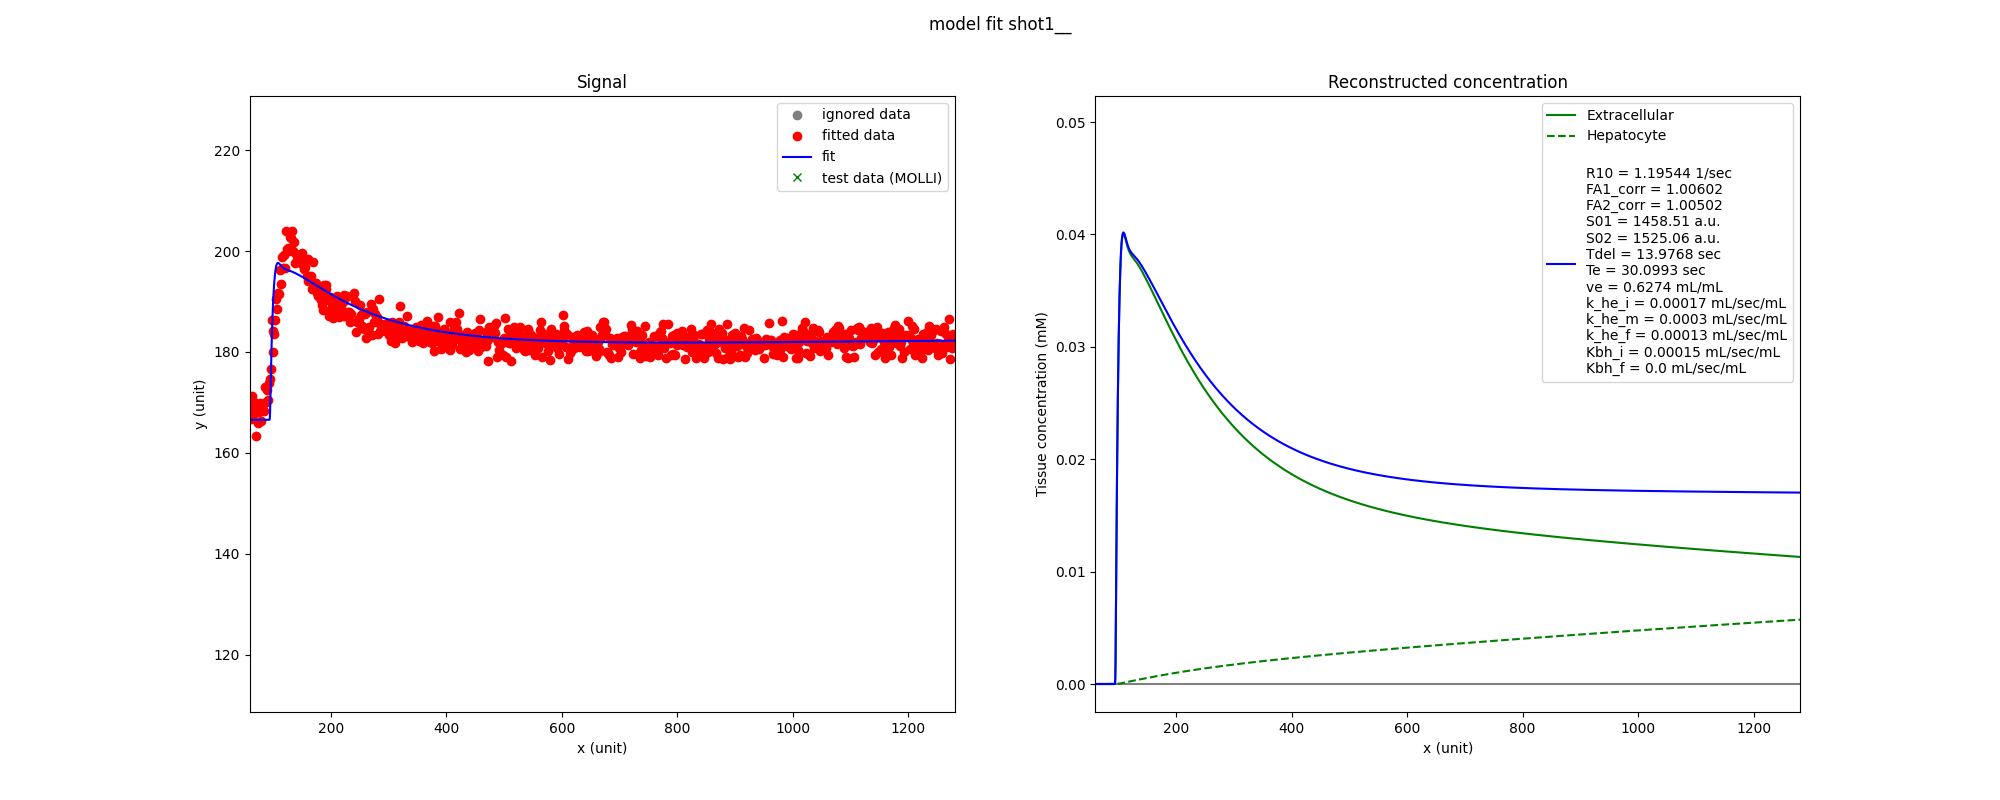 model fit shot1__
Signal
220
200
180
160
140
120
y (unit)
200
400
600
800
1000
1200
x (unit)
ignored data
fitted data
fit
test data (MOLLI)
Reconstructed concentration
0.05
0.04
0.03
0.02
0.01
0.00
Tissue concentration (mM)
200
400
600
800
1000
1200
x (unit)
Extracellular
Hepatocyte
R10 = 1.19544 1/sec
FA1_corr = 1.00602
FA2_corr = 1.00502
S01 = 1458.51 a.u.
S02 = 1525.06 a.u.
Tdel = 13.9768 sec
Te = 30.0993 sec
ve = 0.6274 mL/mL
k_he_i = 0.00017 mL/sec/mL
k_he_m = 0.0003 mL/sec/mL
k_he_f = 0.00013 mL/sec/mL
Kbh_i = 0.00015 mL/sec/mL
Kbh_f = 0.0 mL/sec/mL